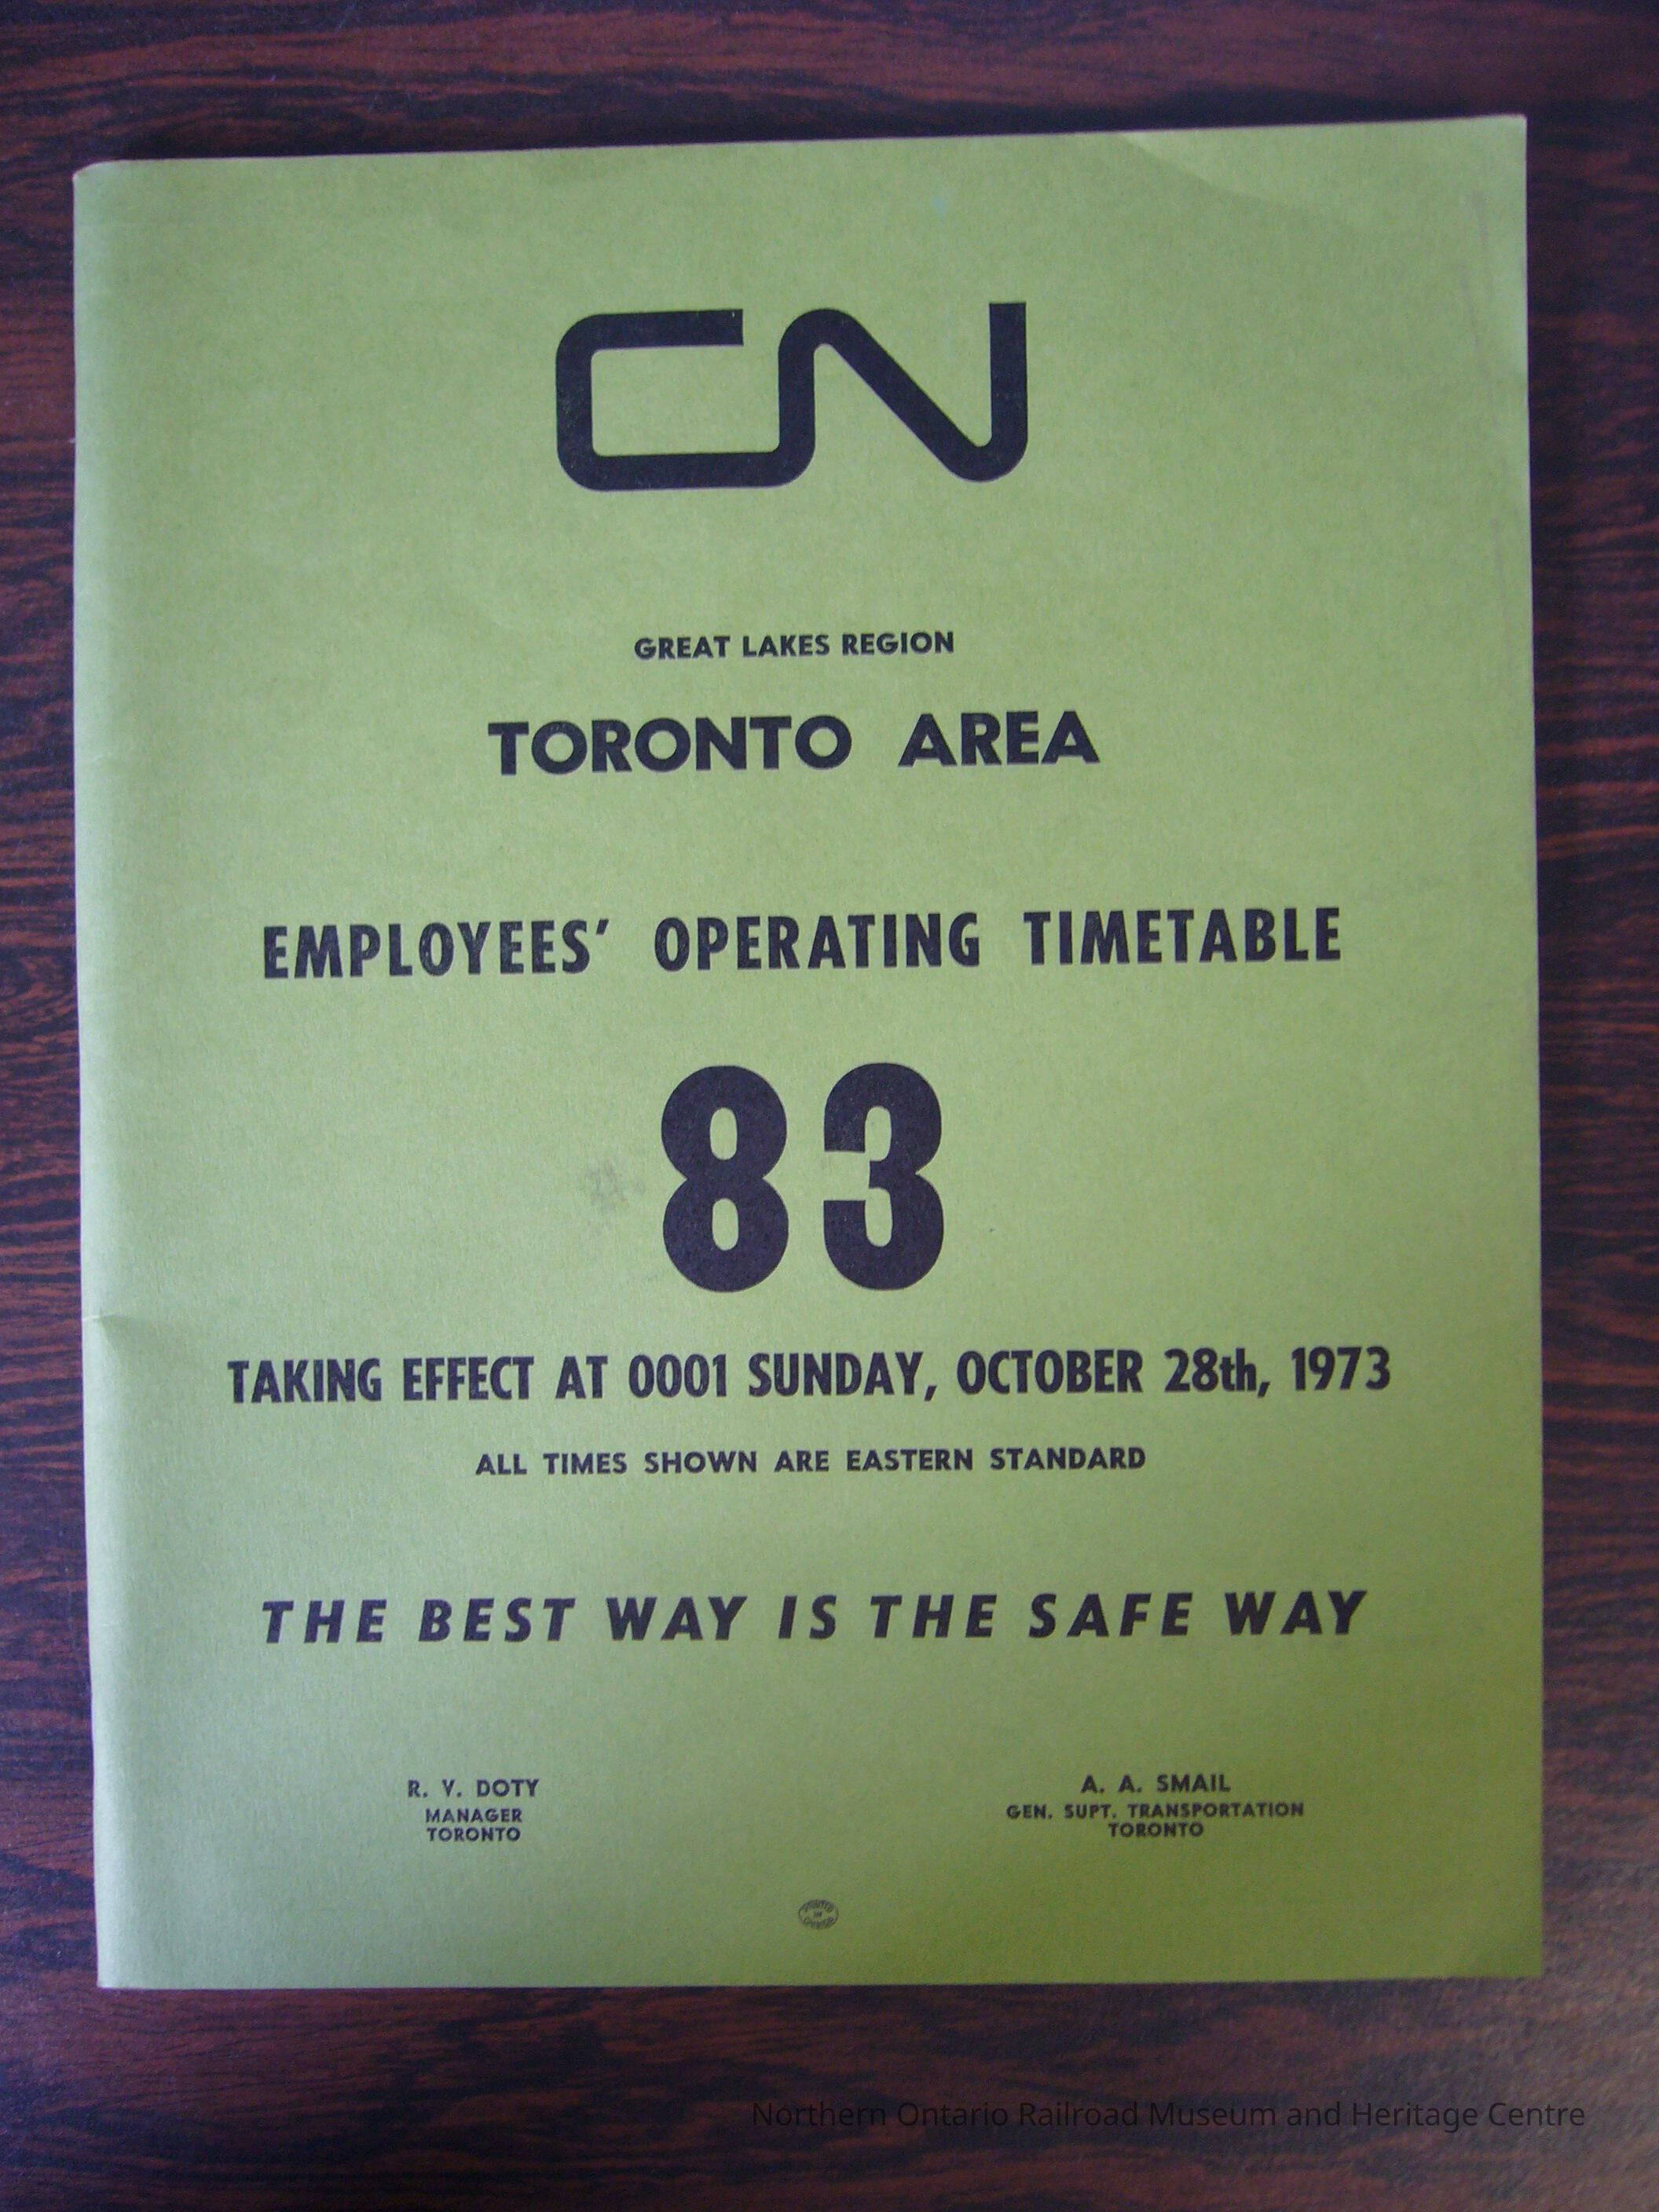 CN
GREAT LAKES REGION
TORONTO AREA
EMPLOYEES' OPERATING TIMETABLE
83
TAKING EFFECT AT 0001 SUNDAY, OCTOBER 28th, 1973
ALL TIMES SHOWN ARE EASTERN STANDARD
THE BEST WAY IS THE SAFE WAY
R. V. DOTY
MANAGER
TORONTO
A. A. SMAIL
GEN. SUPT. TRANSPORTATION
TORONTO
PRINTED
IN
Northern Ontario Railroad Museum and Heritage Centre